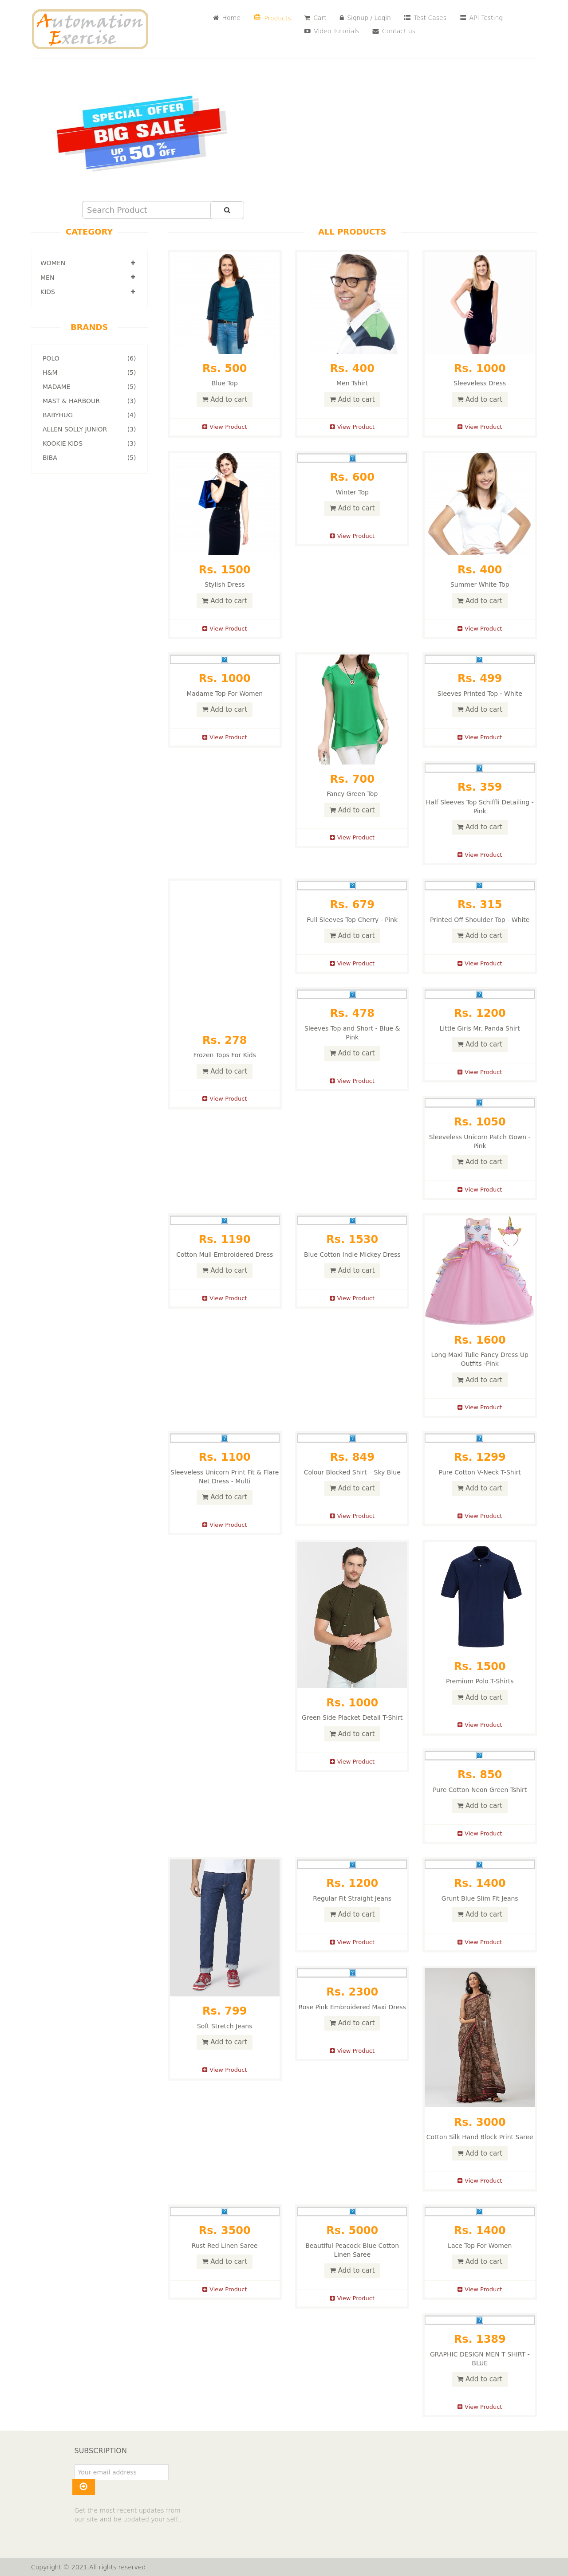 Automation
Exercise
Home
Products
Cart
Signup / Login
Test Cases
API Testing
Video Tutorials
Contact us
SPECIAL OFFER
BIG SALE
UP TO 50% OFF
Search Product
CATEGORY
WOMEN
MEN
KIDS
BRANDS
POLO (6)
H&M (5)
MADAME (5)
MAST & HARBOUR (3)
BABYHUG (4)
ALLEN SOLLY JUNIOR (3)
KOOKIE KIDS (3)
BIBA (5)
ALL PRODUCTS
Rs. 500
Blue Top
Add to cart
View Product
Rs. 400
Men Tshirt
Add to cart
View Product
Rs. 1000
Sleeveless Dress
Add to cart
View Product
Rs. 1500
Stylish Dress
Add to cart
View Product
Rs. 600
Winter Top
Add to cart
View Product
Rs. 400
Summer White Top
Add to cart
View Product
Rs. 1000
Madame Top For Women
Add to cart
View Product
Rs. 700
Fancy Green Top
Add to cart
View Product
Rs. 499
Sleeves Printed Top - White
Add to cart
View Product
Rs. 359
Half Sleeves Top Schiffli Detailing -
Pink
Add to cart
View Product
Rs. 278
Frozen Tops For Kids
Add to cart
View Product
Rs. 679
Full Sleeves Top Cherry - Pink
Add to cart
View Product
Rs. 315
Printed Off Shoulder Top - White
Add to cart
View Product
Rs. 478
Sleeves Top and Short - Blue &
Pink
Add to cart
View Product
Rs. 1200
Little Girls Mr. Panda Shirt
Add to cart
View Product
Rs. 1050
Sleeveless Unicorn Patch Gown -
Pink
Add to cart
View Product
Rs. 1190
Cotton Mull Embroidered Dress
Add to cart
View Product
Rs. 1530
Blue Cotton Indie Mickey Dress
Add to cart
View Product
Rs. 1600
Long Maxi Tulle Fancy Dress Up
Outfits -Pink
Add to cart
View Product
Rs. 1100
Sleeveless Unicorn Print Fit & Flare
Net Dress - Multi
Add to cart
View Product
Rs. 849
Colour Blocked Shirt – Sky Blue
Add to cart
View Product
Rs. 1299
Pure Cotton V-Neck T-Shirt
Add to cart
View Product
Rs. 1000
Green Side Placket Detail T-Shirt
Add to cart
View Product
Rs. 1500
Premium Polo T-Shirts
Add to cart
View Product
Rs. 850
Pure Cotton Neon Green Tshirt
Add to cart
View Product
Rs. 799
Soft Stretch Jeans
Add to cart
View Product
Rs. 1200
Regular Fit Straight Jeans
Add to cart
View Product
Rs. 1400
Grunt Blue Slim Fit Jeans
Add to cart
View Product
Rs. 2300
Rose Pink Embroidered Maxi Dress
Add to cart
View Product
Rs. 3000
Cotton Silk Hand Block Print Saree
Add to cart
View Product
Rs. 3500
Rust Red Linen Saree
Add to cart
View Product
Rs. 5000
Beautiful Peacock Blue Cotton
Linen Saree
Add to cart
View Product
Rs. 1400
Lace Top For Women
Add to cart
View Product
Rs. 1389
GRAPHIC DESIGN MEN T SHIRT -
BLUE
Add to cart
View Product
SUBSCRIPTION
Your email address
Get the most recent updates from
our site and be updated your self...
Copyright © 2021 All rights reserved